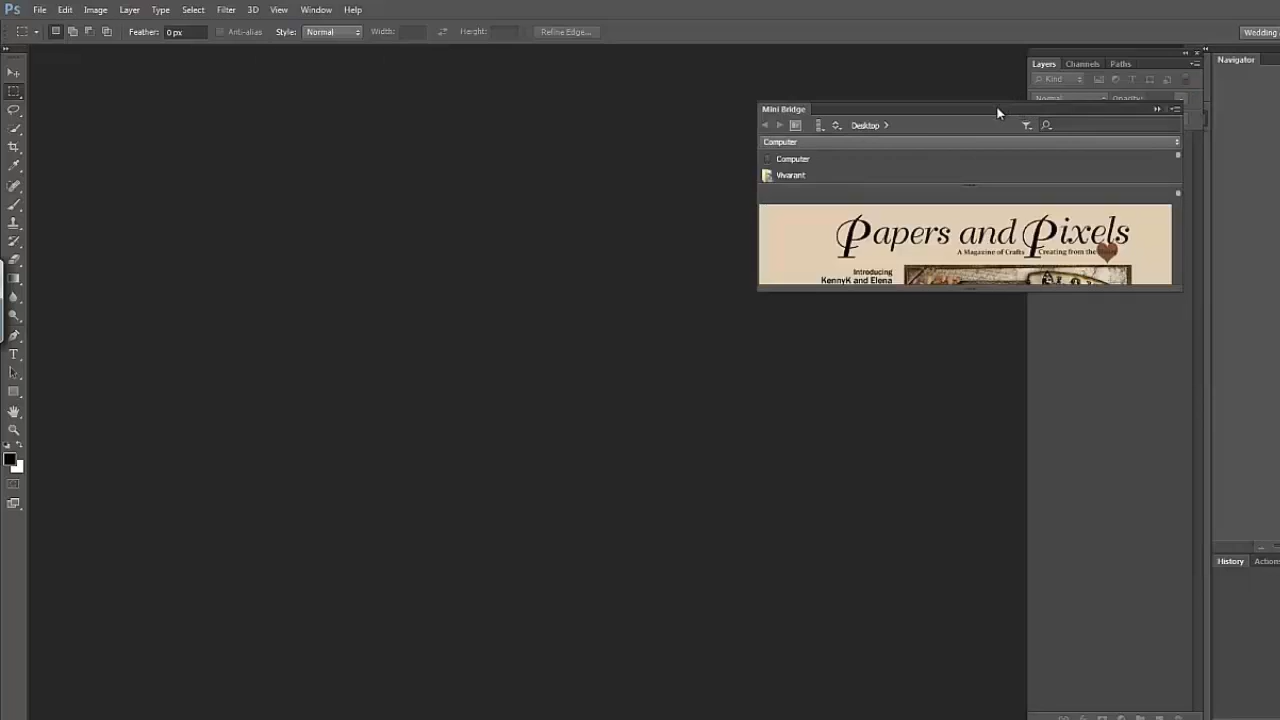 Ps File Edit Image Layer Type Select Filter 3D View Window Help
Feather: 0 px Anti-alias Style: Normal Width: Height: Refine Edge... Wedding
Layers Channels Paths
Navigator
Kind
Normal Opacity:
Mini Bridge
Desktop
Computer
Computer
Vivarant
Papers and Pixels
A Magazine of Crafts Creating from the
Introducing
KennyK and Elena
History Actions